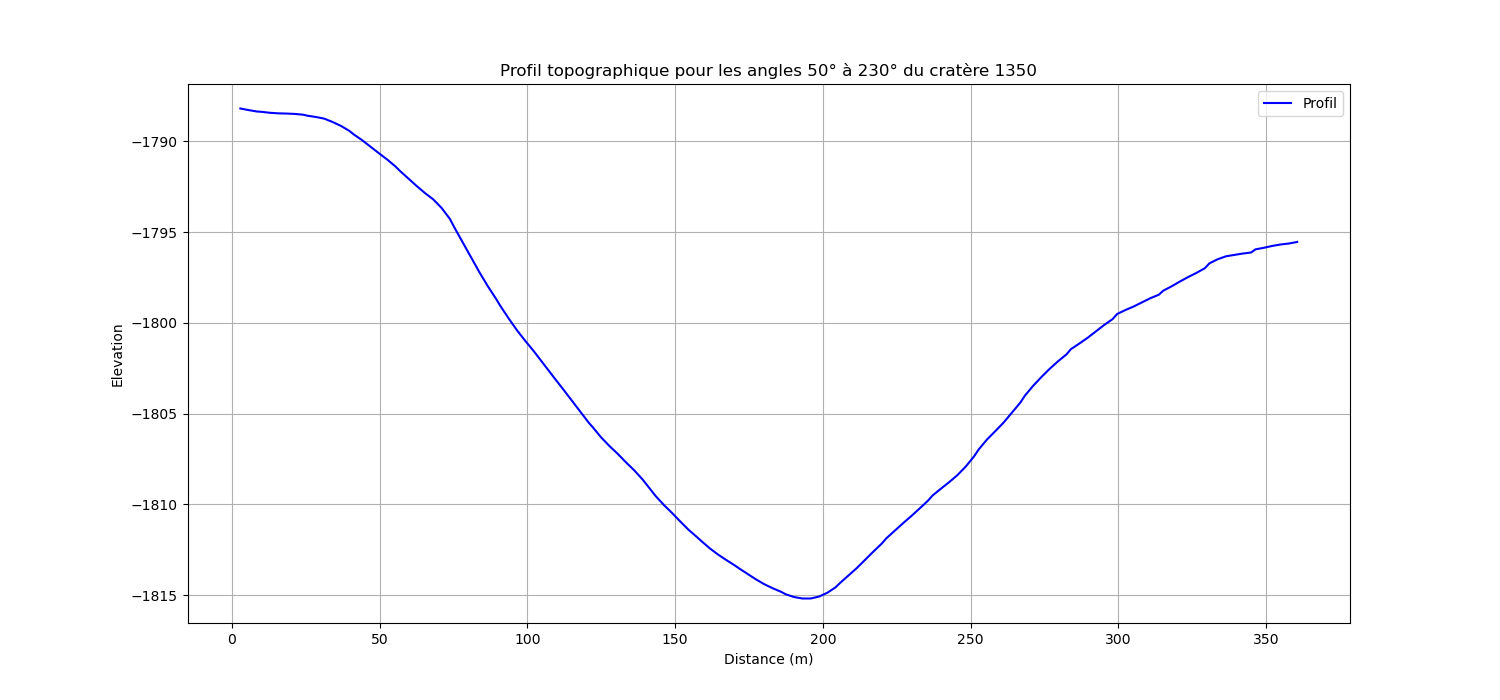 Profil topographique pour les angles 50° à 230° du cratère 1350
Profil
−1790
−1795
−1800
−1805
−1810
−1815
Elevation
0 50 100 150 200 250 300 350
Distance (m)